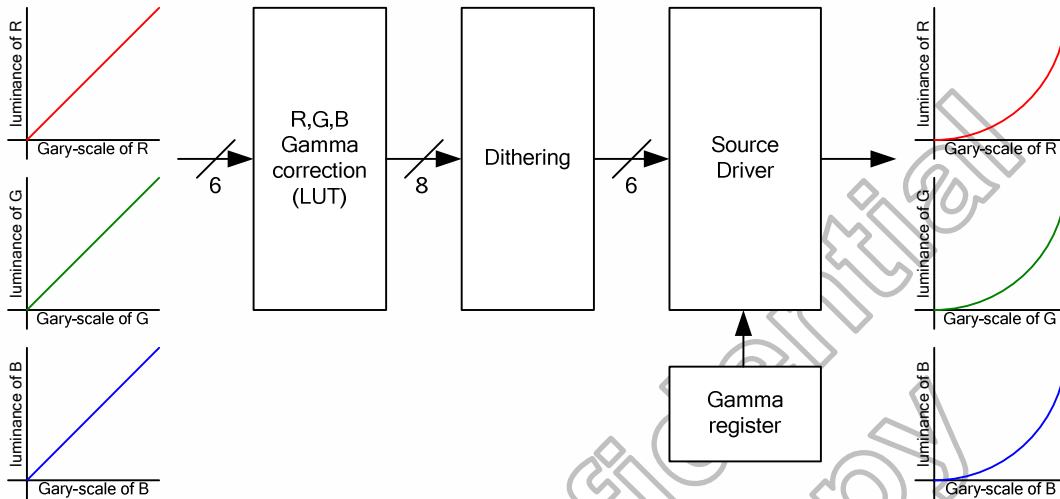 luminance of R
Gary-scale of R
luminance of G
Gary-scale of G
luminance of B
Gary-scale of B
6
R,G,B
Gamma
correction
(LUT)
8
Dithering
6
Source
Driver
Gamma
register
luminance of R
Gary-scale of R
luminance of G
Gary-scale of G
luminance of B
Gary-scale of B
fidential
py